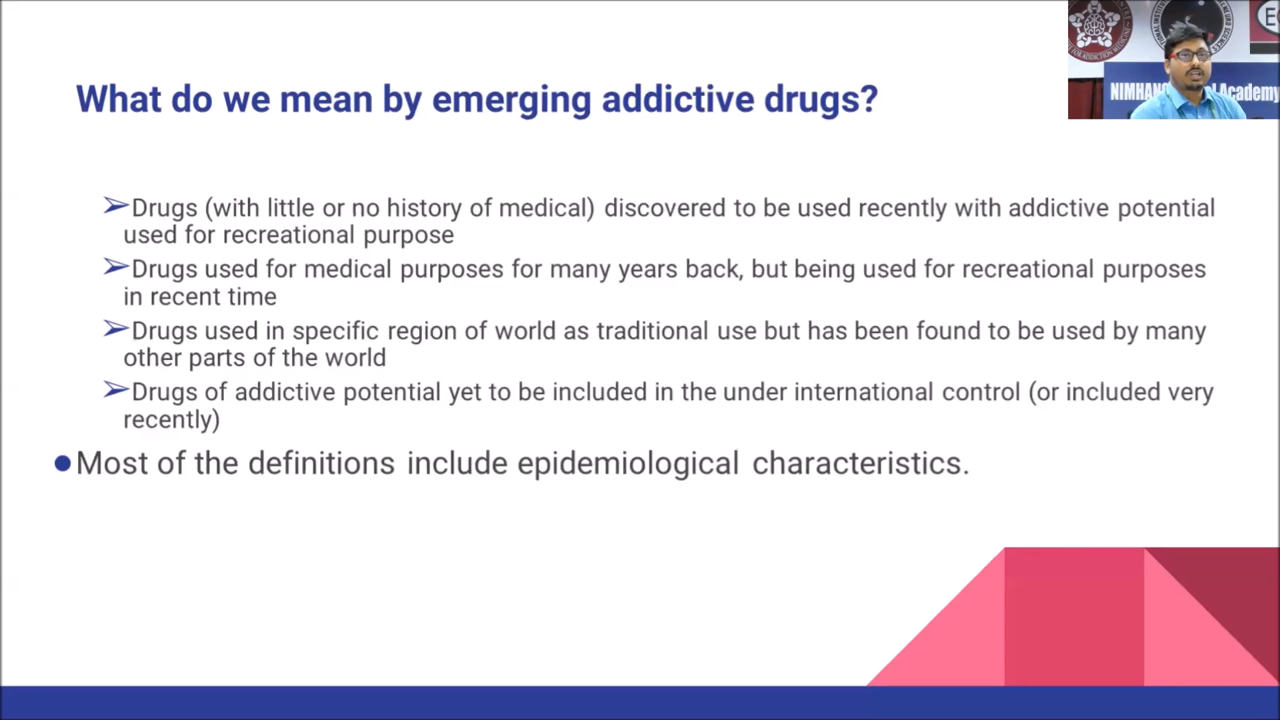 What do we mean by emerging addictive drugs?
➢Drugs (with little or no history of medical) discovered to be used recently with addictive potential
used for recreational purpose
➢Drugs used for medical purposes for many years back, but being used for recreational purposes
in recent time
➢Drugs used in specific region of world as traditional use but has been found to be used by many
other parts of the world
➢Drugs of addictive potential yet to be included in the under international control (or included very
recently)
●Most of the definitions include epidemiological characteristics.
FOR ADDICTION MEDICINE
NIMHANS
Academy